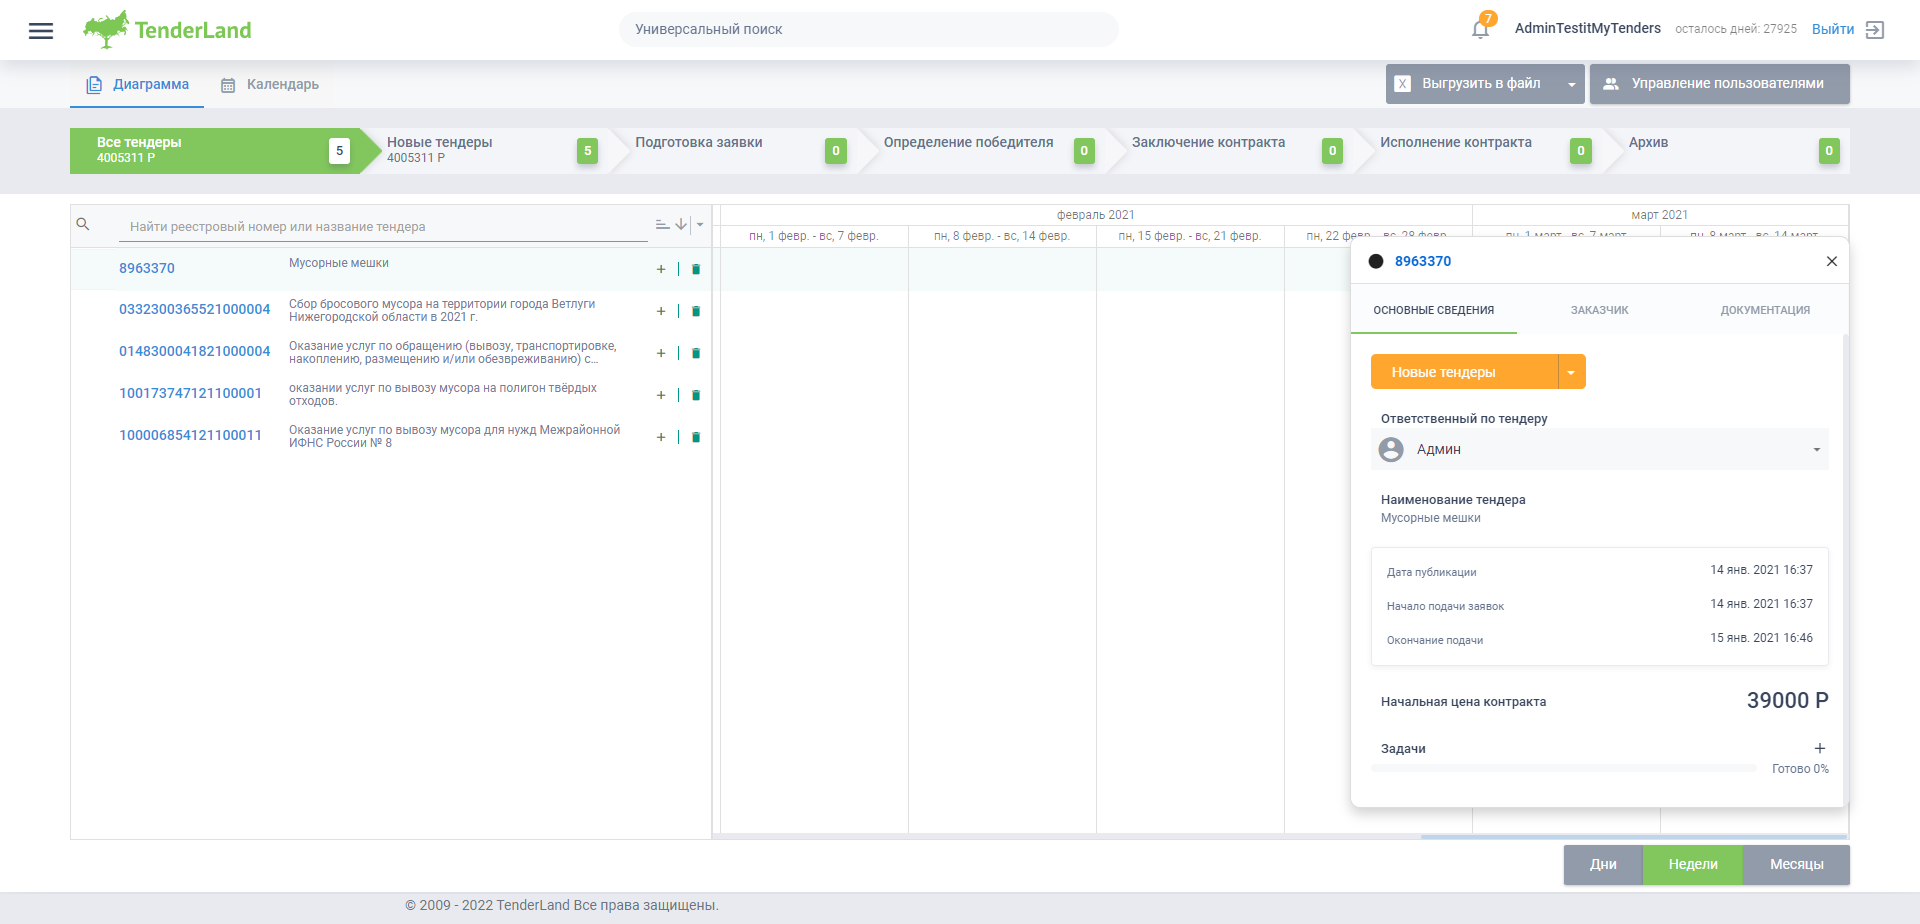 TenderLand
Универсальный поиск
7
AdminTestitMyTenders
осталось дней: 27925
Выйти
Диаграмма
Календарь
X Выгрузить в файл
Управление пользователями
Все тендеры
4005311 Р
5
Новые тендеры
4005311 Р
5
Подготовка заявки
0
Определение победителя
0
Заключение контракта
0
Исполнение контракта
0
Архив
0
Найти реестровый номер или название тендера
февраль 2021
март 2021
пн, 1 февр. - вс, 7 февр.
пн, 8 февр. - вс, 14 февр.
пн, 15 февр. - вс, 21 февр.
пн, 22 февр. - вс, 28 февр.
пн, 1 март. - вс, 7 март.
пн, 8 март. - вс, 14 март.
8963370
Мусорные мешки
0332300365521000004
Сбор бросового мусора на территории города Ветлуги
Нижегородской области в 2021 г.
0148300041821000004
Оказание услуг по обращению (вывозу, транспортировке,
накоплению, размещению и/или обезвреживанию) с...
100173747121100001
оказании услуг по вывозу мусора на полигон твёрдых
отходов.
100006854121100011
Оказание услуг по вывозу мусора для нужд Межрайонной
ИФНС России № 8
8963370
ОСНОВНЫЕ СВЕДЕНИЯ
ЗАКАЗЧИК
ДОКУМЕНТАЦИЯ
Новые тендеры
Ответственный по тендеру
Админ
Наименование тендера
Мусорные мешки
Дата публикации
14 янв. 2021 16:37
Начало подачи заявок
14 янв. 2021 16:37
Окончание подачи
15 янв. 2021 16:46
Начальная цена контракта
39000 Р
Задачи
Готово 0%
Дни
Недели
Месяцы
© 2009 - 2022 TenderLand Все права защищены.